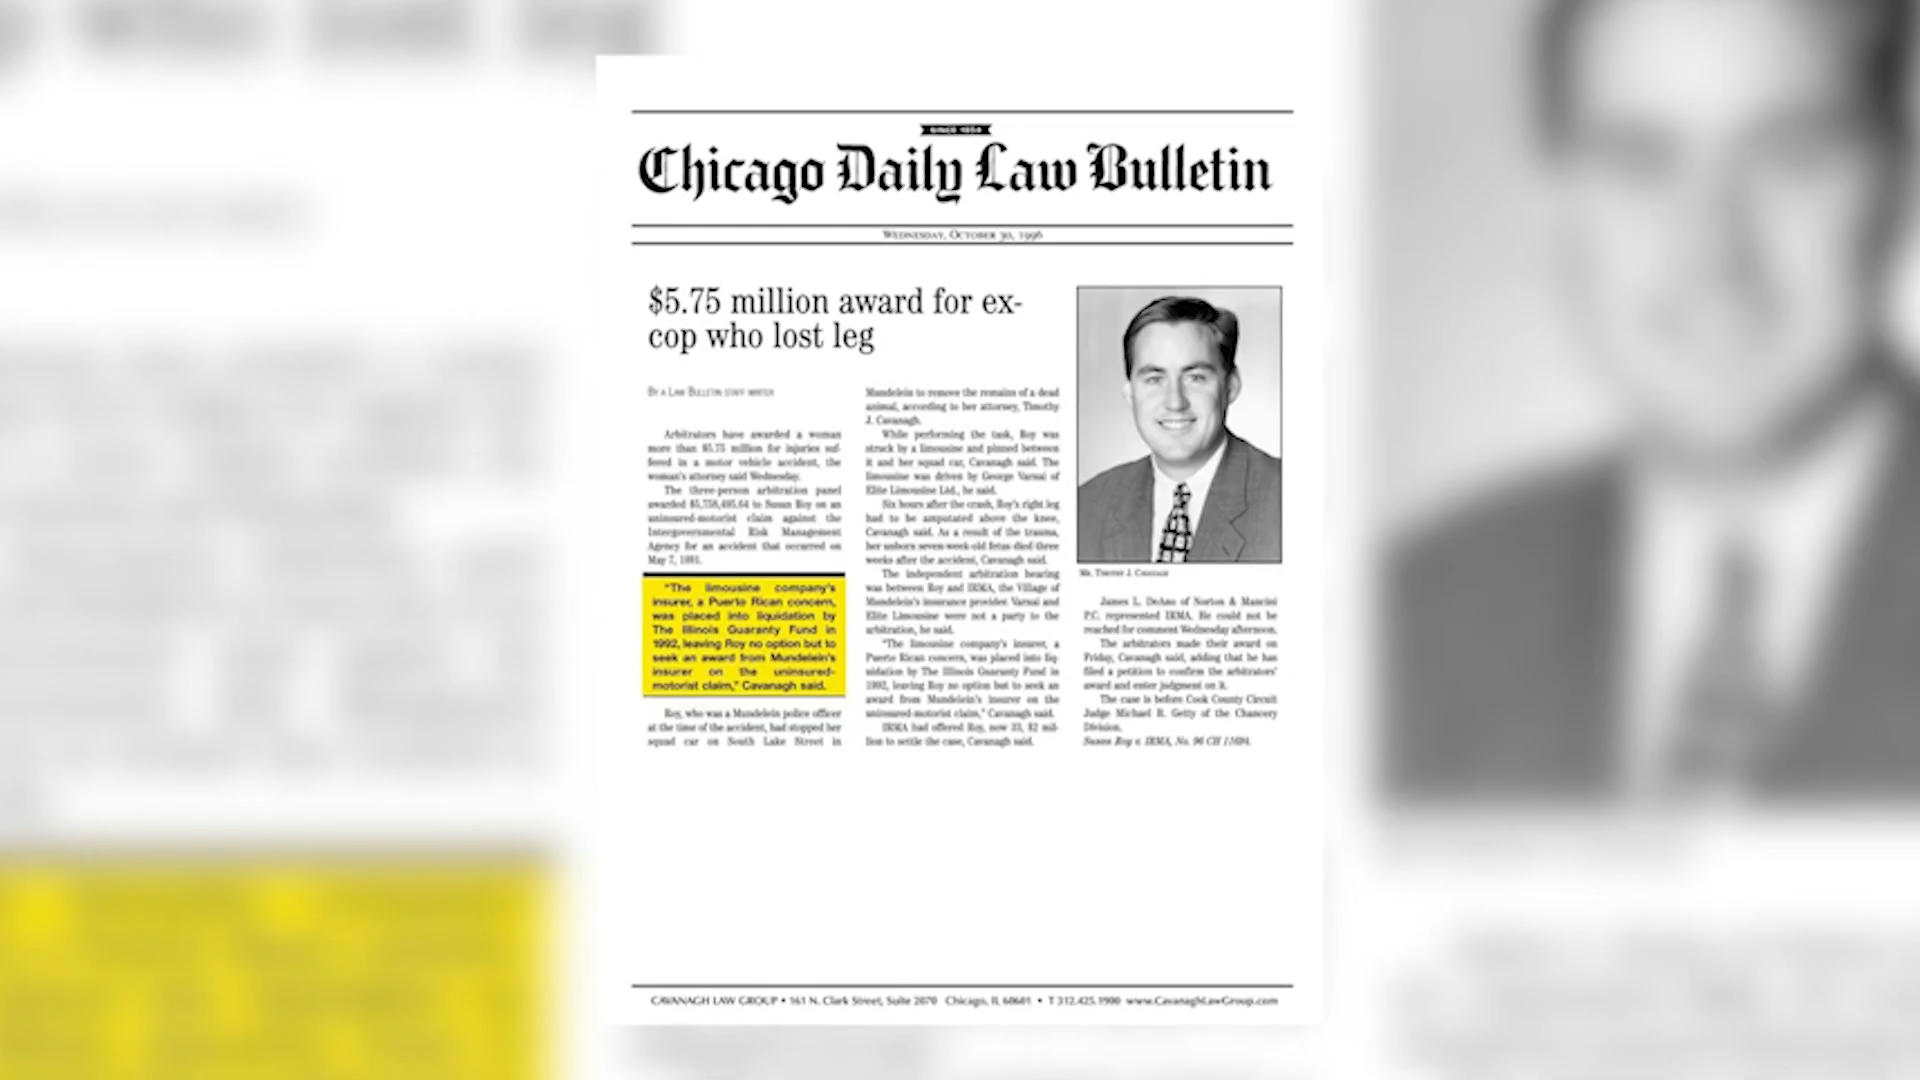 SINCE 1854
Chicago Daily Law Bulletin
WEDNESDAY, OCTOBER 30, 1996
$5.75 million award for ex-
cop who lost leg
BY A LAW BULLETIN STAFF WRITER
Arbitrators have awarded a woman
more than $5.75 million for injuries suf-
fered in a motor vehicle accident, the
woman's attorney said Wednesday.
The three-person arbitration panel
awarded to Susan Roy on an
uninsured-motorist claim against the
Intergovernmental Risk Management
Agency for an accident that occurred on
May 7, 1991.
"The limousine company's
insurer, a Puerto Rican concern,
was placed into liquidation by
The Illinois Guaranty Fund in
1992, leaving Roy no option but to
seek an award from Mundelein's
insurer on the uninsured-
motorist claim," Cavanagh said.
Roy, who was a Mundelein police officer
at the time of the accident, had stopped her
squad car on South Lake Street in
Mundelein to remove the remains of a dead
animal, according to her attorney, Timothy
J. Cavanagh.
While performing the task, Roy was
struck by a limousine and pinned between
it and her squad car, Cavanagh said. The
limousine was driven by George Varnai of
Elite Limousine Ltd., he said.
Six hours after the crash, Roy's right leg
had to be amputated above the knee,
Cavanagh said. As a result of the trauma,
her unborn seven-week-old fetus died three
weeks after the accident, Cavanagh said.
The independent arbitration hearing
was between Roy and IRMA, the Village of
Mundelein's insurance provider. Varnai and
Elite Limousine were not a party to the
arbitration, he said.
"The limousine company's insurer, a
Puerto Rican concern, was placed into liq-
uidation by The Illinois Guaranty Fund in
1992, leaving Roy no option but to seek an
award from Mundelein's insurer on the
uninsured-motorist claim," Cavanagh said.
IRMA had offered Roy, now 33, $2 mil-
lion to settle the case, Cavanagh said.
MR. TIMOTHY J. CAVANAGH
James L. DeAno of Norton & Mancini
P.C. represented IRMA. He could not be
reached for comment Wednesday afternoon.
The arbitrators made their award on
Friday, Cavanagh said, adding that he has
filed a petition to confirm the arbitrators'
award and enter judgment on it.
The case is before Cook County Circuit
Judge Michael B. Getty of the Chancery
Division.
Susan Roy v. IRMA, No. 96 CH
CAVANAGH LAW GROUP • 161 N. Clark Street, Suite 2070 Chicago, IL 60601 • T 312.425.1900 www.CavanaghLawGroup.com